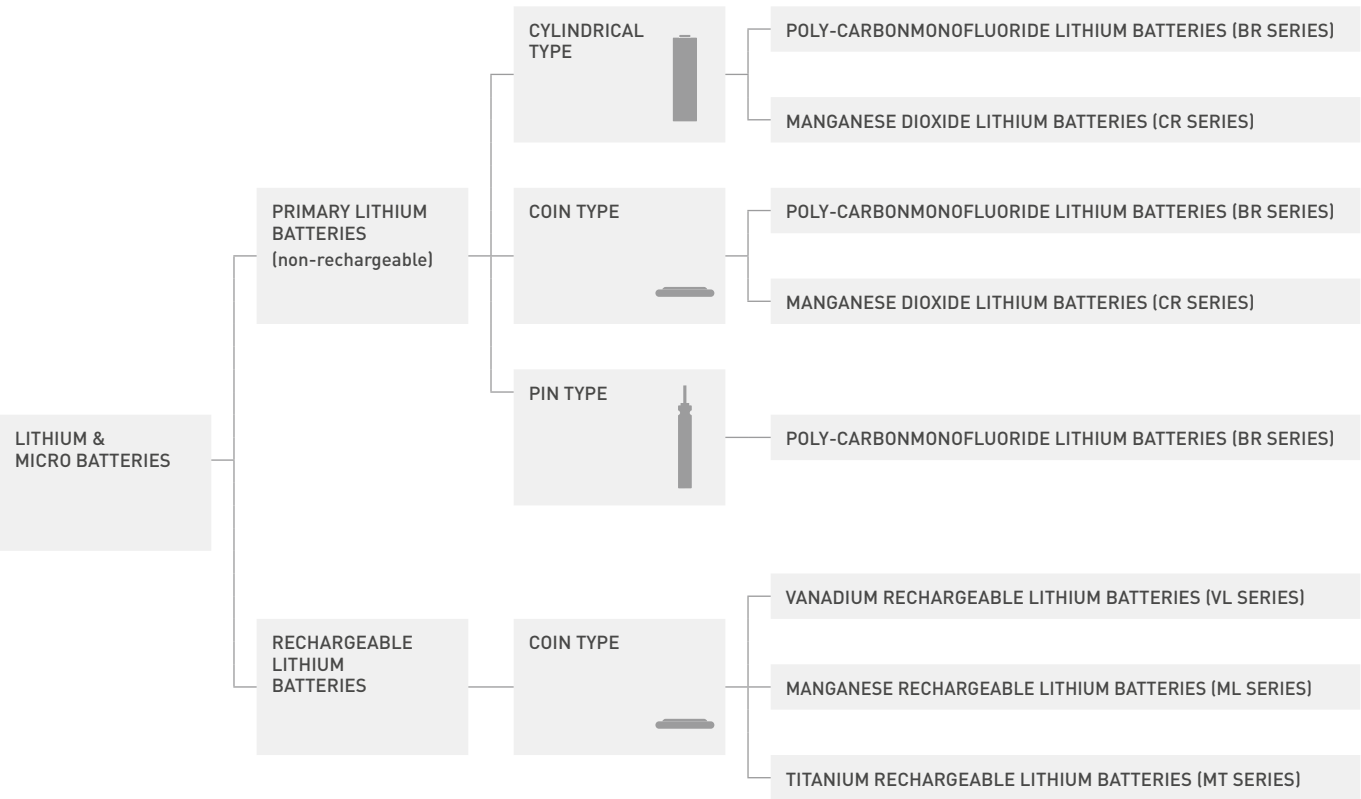 LITHIUM &
MICRO BATTERIES
PRIMARY LITHIUM
BATTERIES
(non-rechargeable)
CYLINDRICAL
TYPE
POLY-CARBONMONOFLUORIDE LITHIUM BATTERIES (BR SERIES)
MANGANESE DIOXIDE LITHIUM BATTERIES (CR SERIES)
COIN TYPE
POLY-CARBONMONOFLUORIDE LITHIUM BATTERIES (BR SERIES)
MANGANESE DIOXIDE LITHIUM BATTERIES (CR SERIES)
PIN TYPE
POLY-CARBONMONOFLUORIDE LITHIUM BATTERIES (BR SERIES)
RECHARGEABLE
LITHIUM
BATTERIES
COIN TYPE
VANADIUM RECHARGEABLE LITHIUM BATTERIES (VL SERIES)
MANGANESE RECHARGEABLE LITHIUM BATTERIES (ML SERIES)
TITANIUM RECHARGEABLE LITHIUM BATTERIES (MT SERIES)